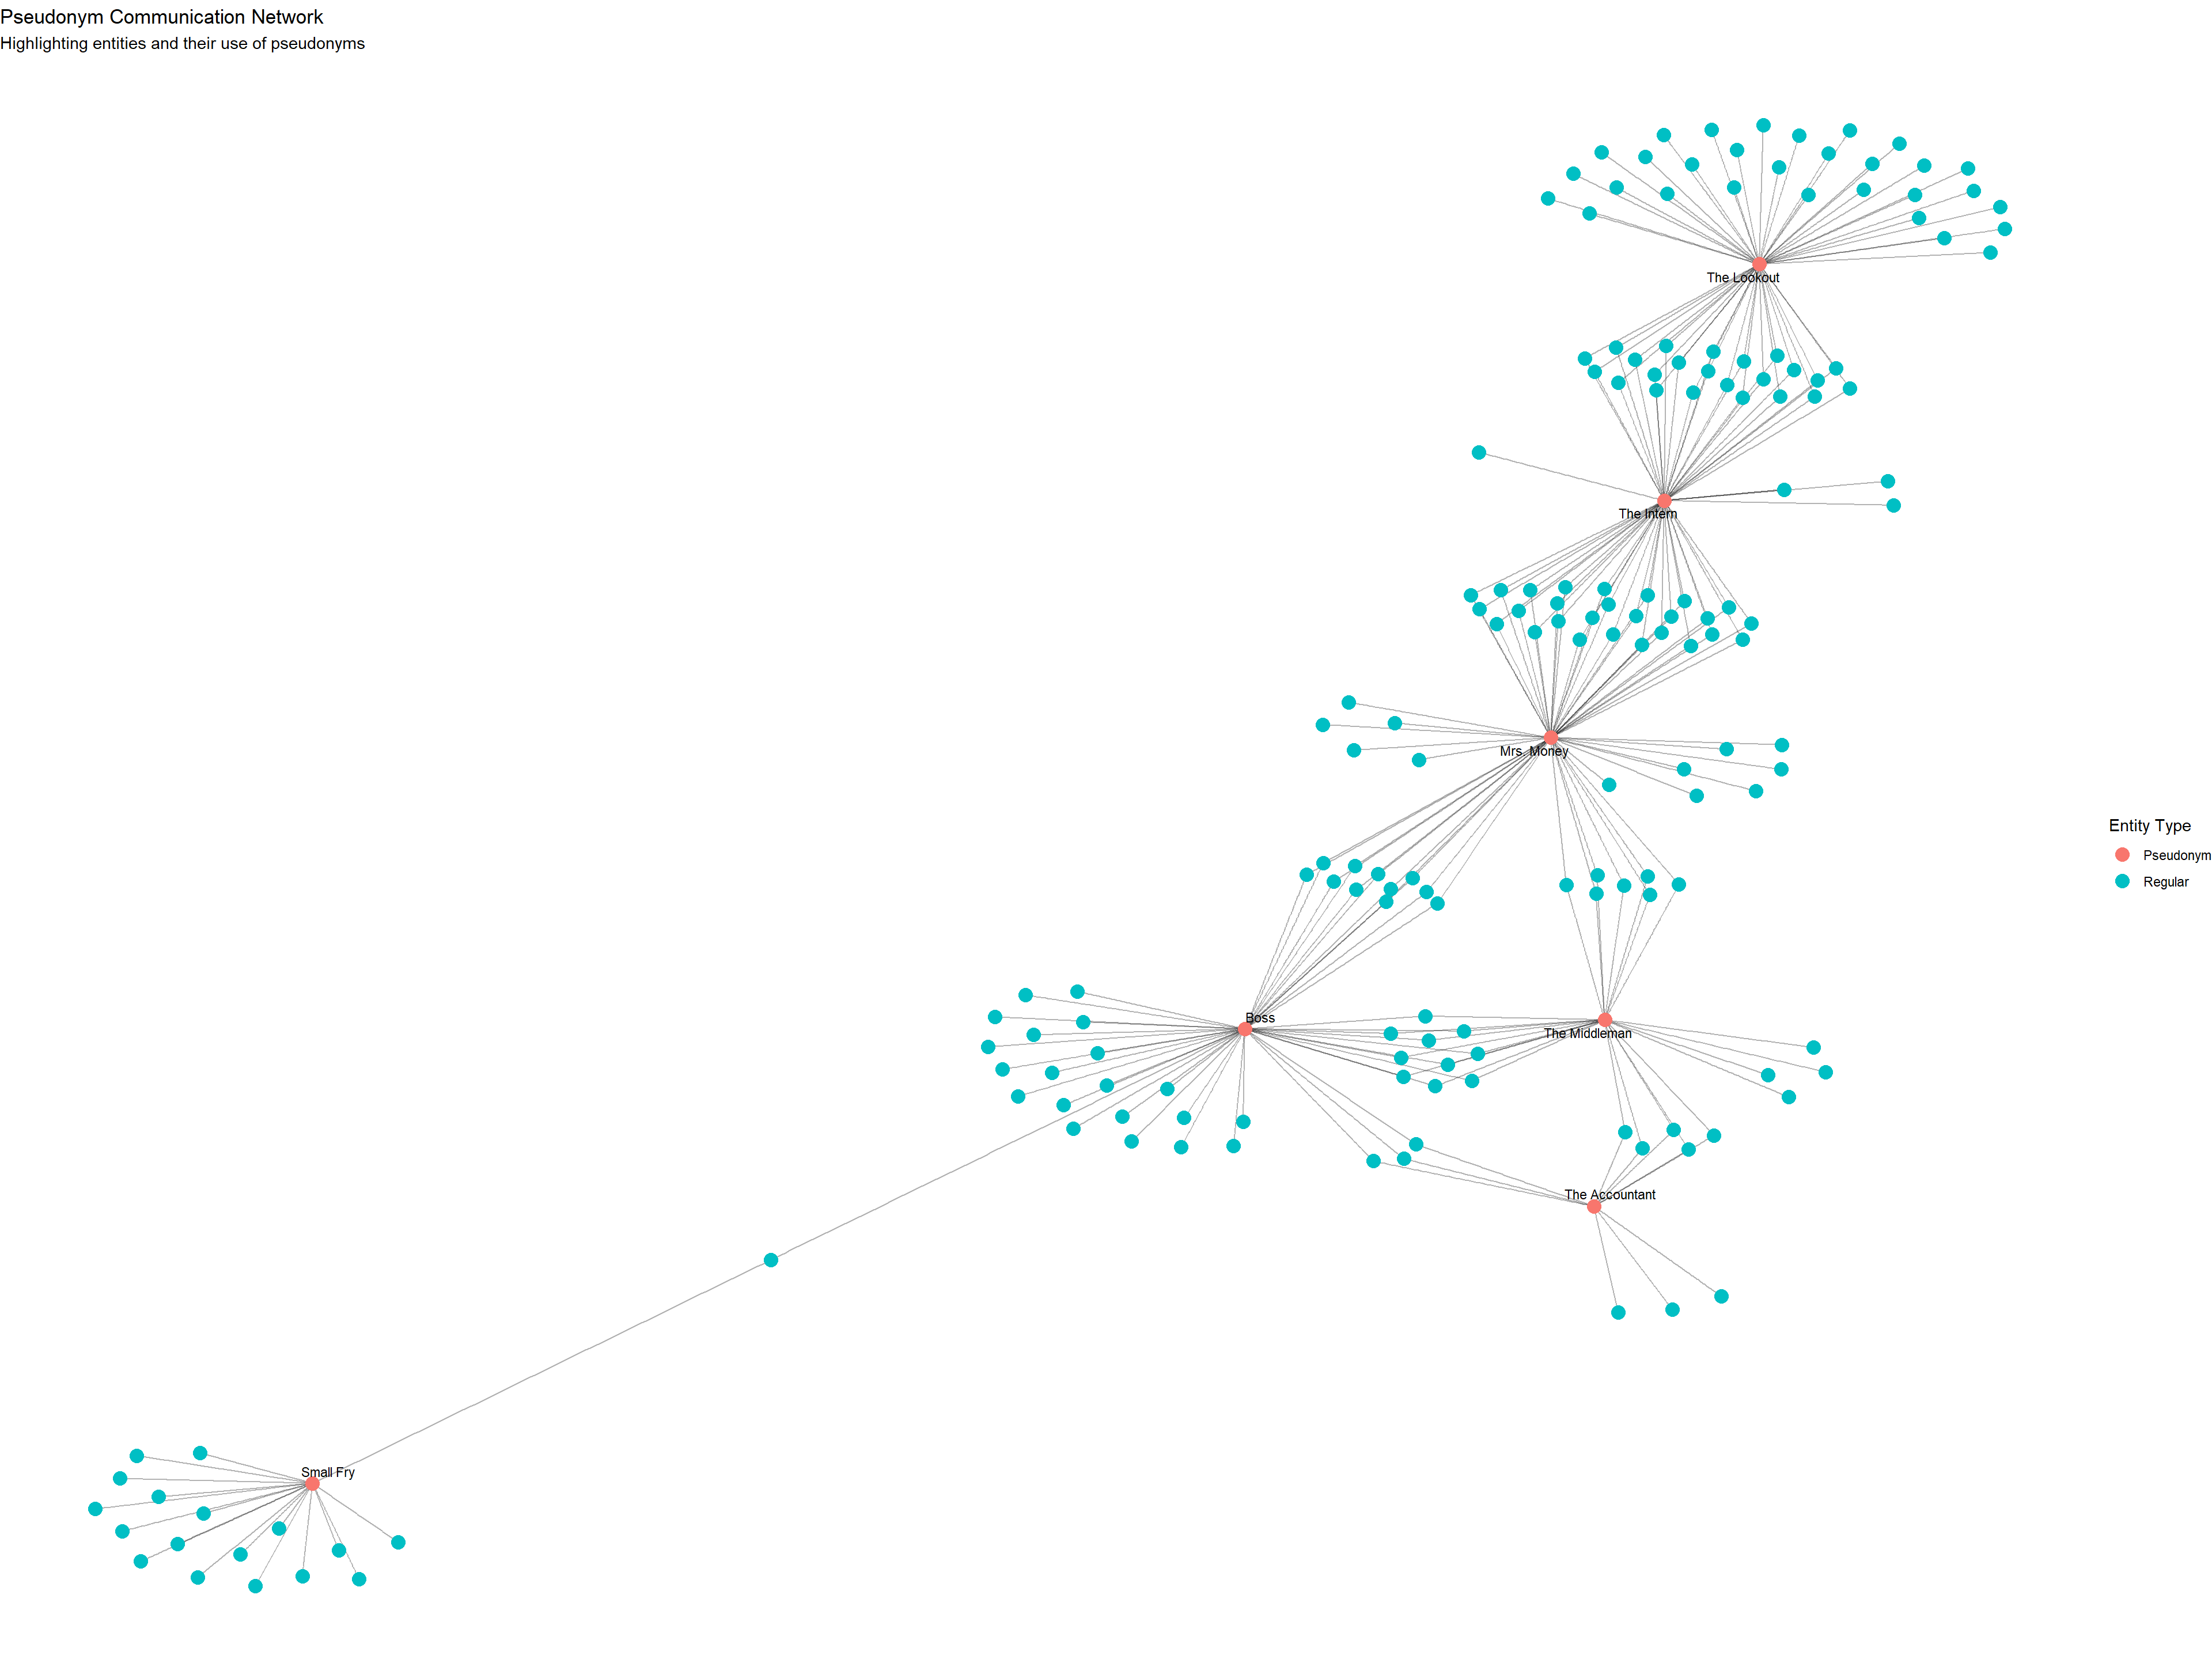 Pseudonym Communication Network
Highlighting entities and their use of pseudonyms
The Lookout
The Intern
Mrs. Money
Boss
The Middleman
The Accountant
Small Fry
Entity Type
Pseudonym
Regular